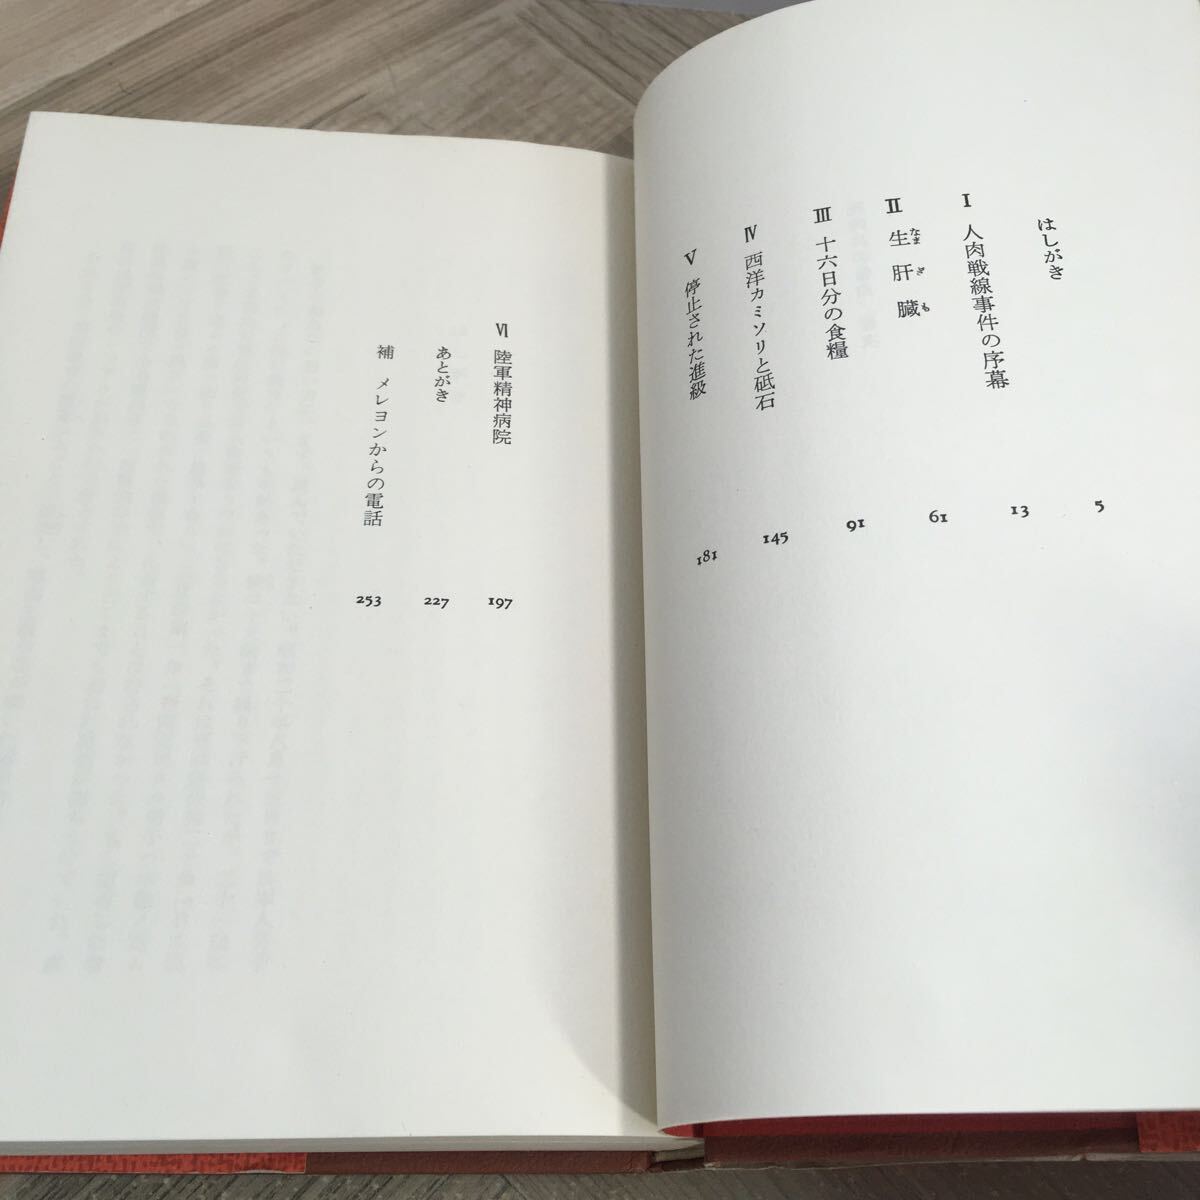 はしがき 5
I 人肉戦線事件の序幕 13
II 生肝臓 なまぎも 61
III 十六日分の食糧 91
IV 西洋カミソリと砥石 145
V 停止された進級 181
VI 陸軍精神病院 197
あとがき 227
補 メレヨンからの電話 253